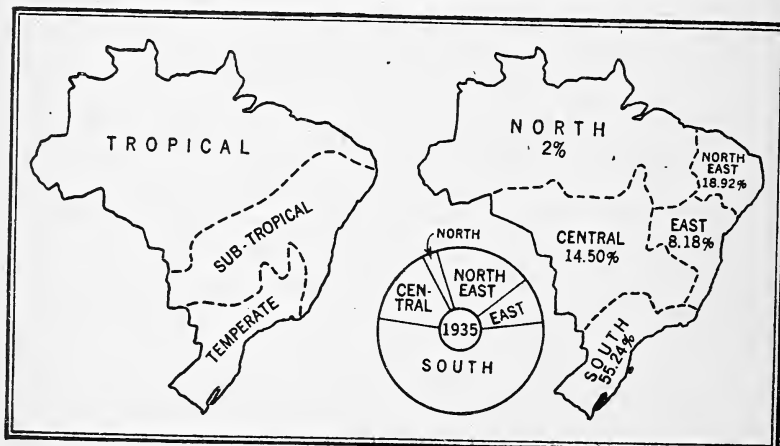 TROPICAL
SUB-TROPICAL
TEMPERATE
NORTH
2%
NORTH
EAST
18.92%
EAST
8.18%
CENTRAL
14.50%
SOUTH
55.24%
NORTH
CEN-
TRAL
NORTH
EAST
EAST
1935
SOUTH